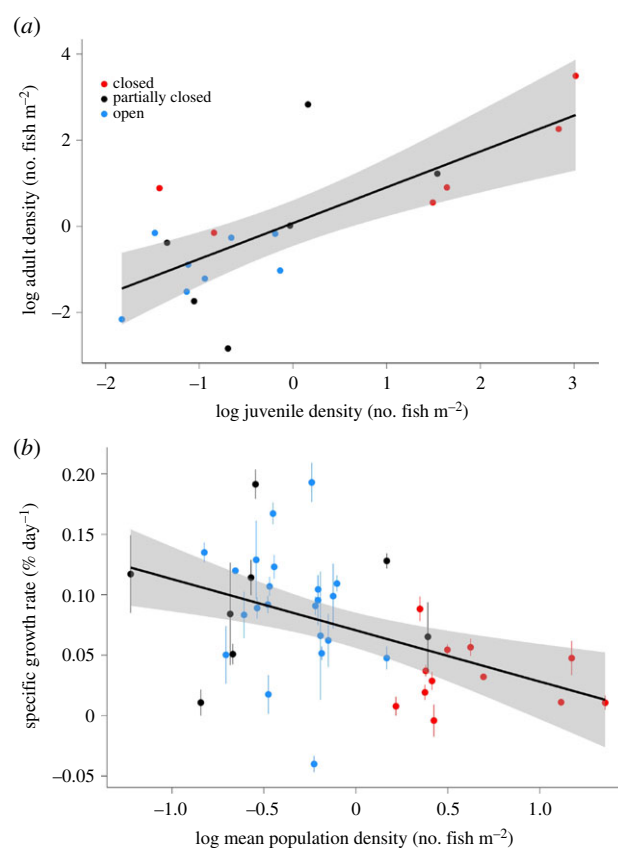 (a)
4
2
0
−2
log adult density (no. fish m−2)
closed
partially closed
open
−2 −1 0 1 2 3
log juvenile density (no. fish m−2)
(b)
0.20
0.15
0.10
0.05
0
−0.05
specific growth rate (% day−1)
−1.0 −0.5 0 0.5 1.0
log mean population density (no. fish m−2)